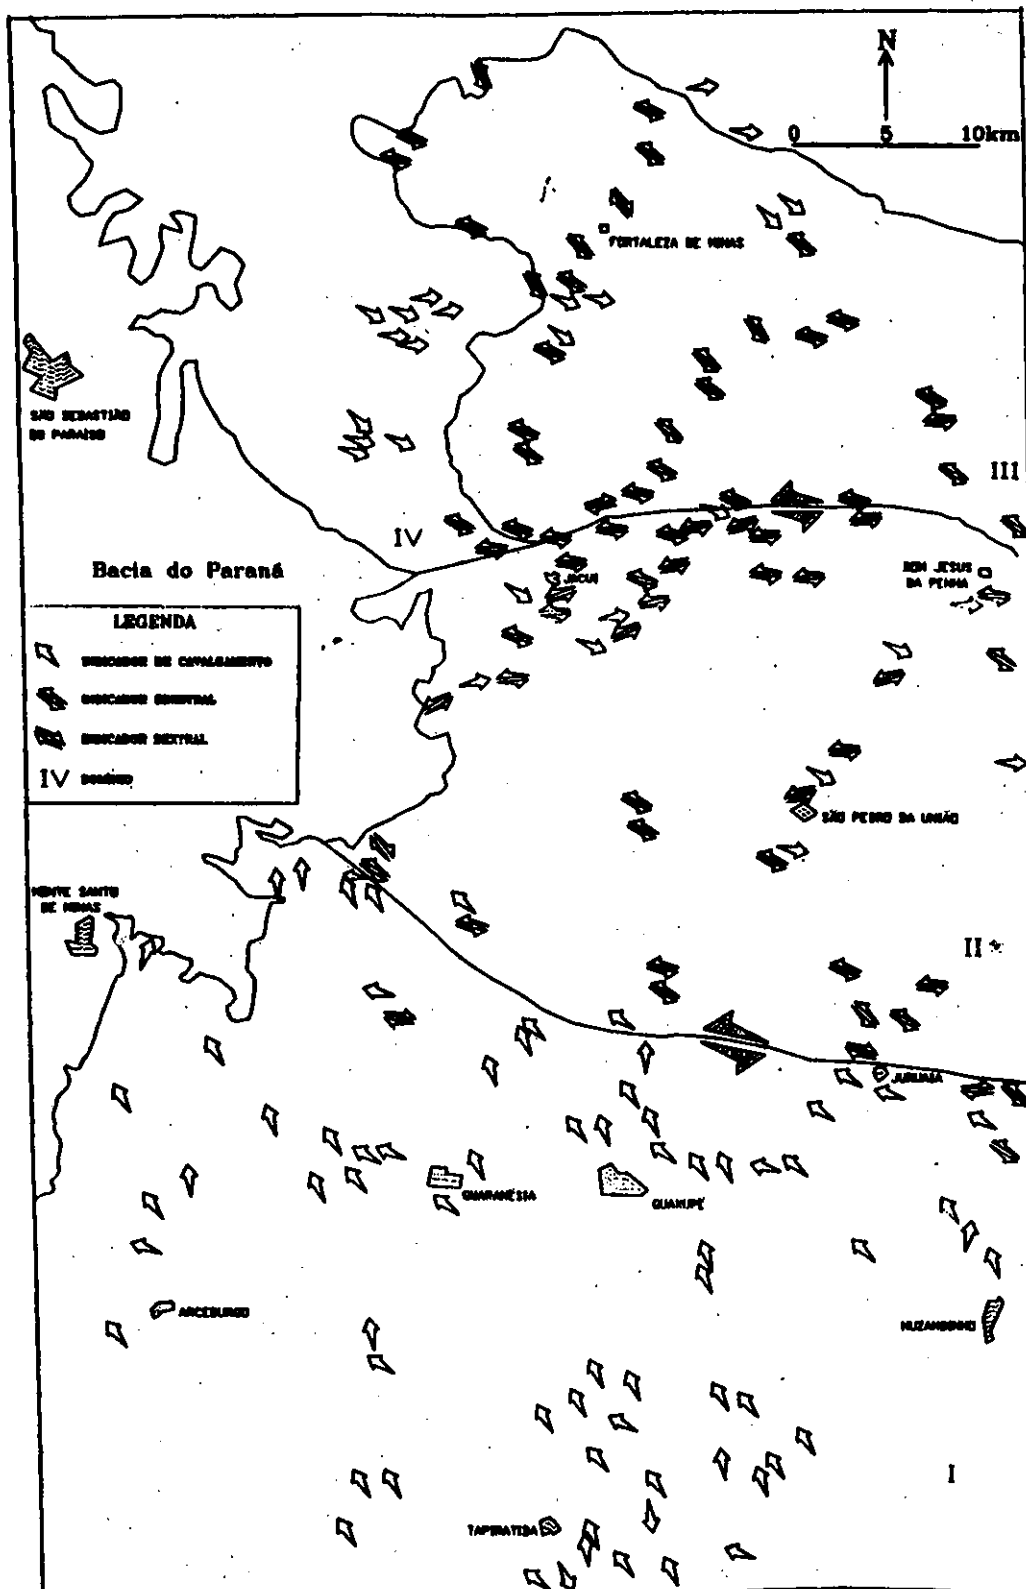 N
0 5 10km
FORTALEZA DE MINAS
SÃO SEBASTIÃO
DO PARAISO
III
IV
Bacia do Paraná
JACUI
BOM JESUS
DA PENHA
LEGENDA
INDICADOR DE CAVALGAMENTO
INDICADOR SINISTRAL
INDICADOR DEXTRAL
IV DOMÍNIO
SÃO PEDRO DA UNIÃO
MONTE SANTO
DE MINAS
II
JURUAIA
GUARANÉSIA
GUAXUPÉ
ARCEBURGO
MUZAMBINHO
I
TAPIRATIBA